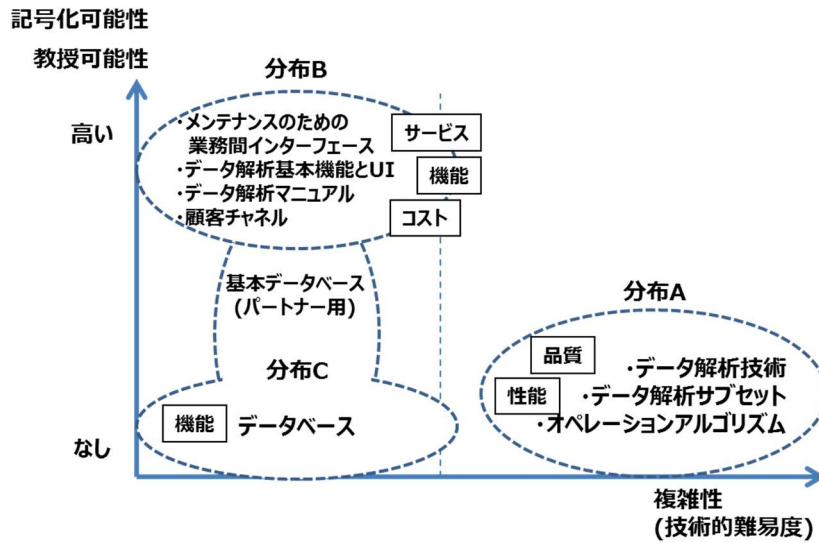 記号化可能性
教授可能性
高い
なし
分布B
・メンテナンスのための
業務間インターフェース
・データ解析基本機能とUI
・データ解析マニュアル
・顧客チャネル
サービス
機能
コスト
基本データベース
(パートナー用)
分布C
機能
データベース
分布A
品質
性能
・データ解析技術
・データ解析サブセット
・オペレーションアルゴリズム
複雑性
(技術的難易度)